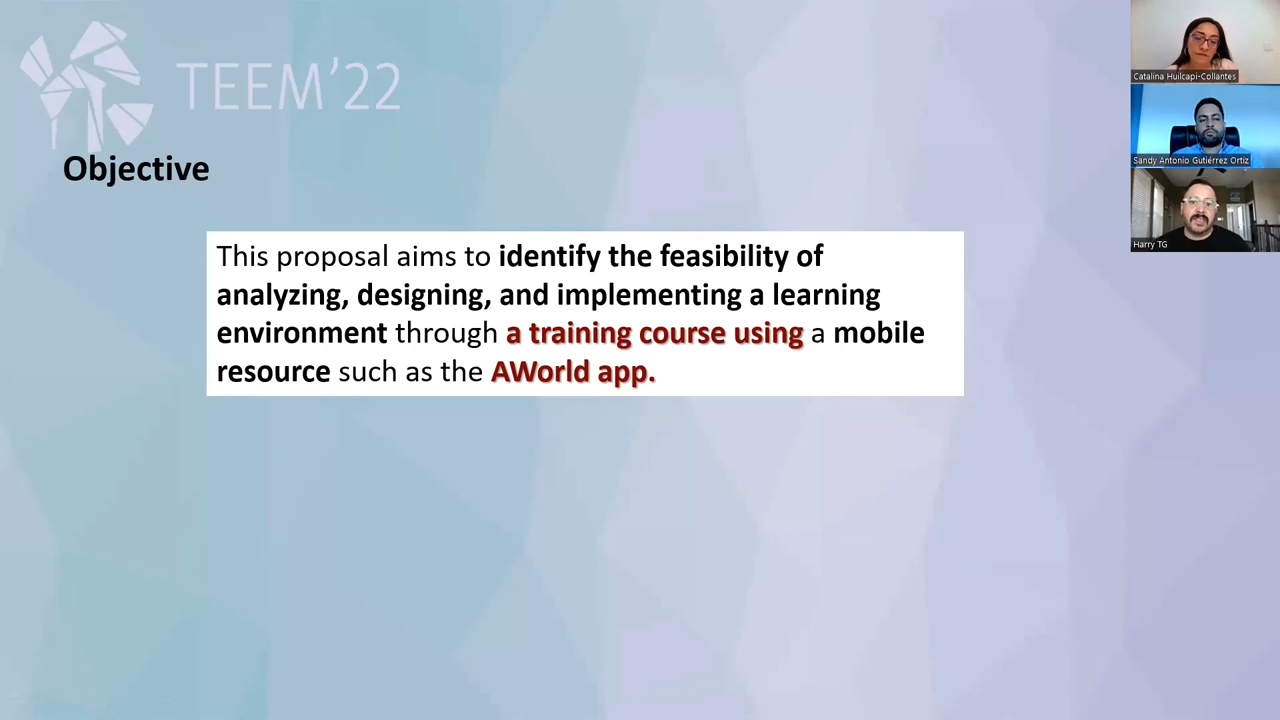 TEEM’22
Objective
This proposal aims to identify the feasibility of
analyzing, designing, and implementing a learning
environment through a training course using a mobile
resource such as the AWorld app.
Catalina Huilcapi-Collantes
Sandy Antonio Gutiérrez Ortiz
Harry TG